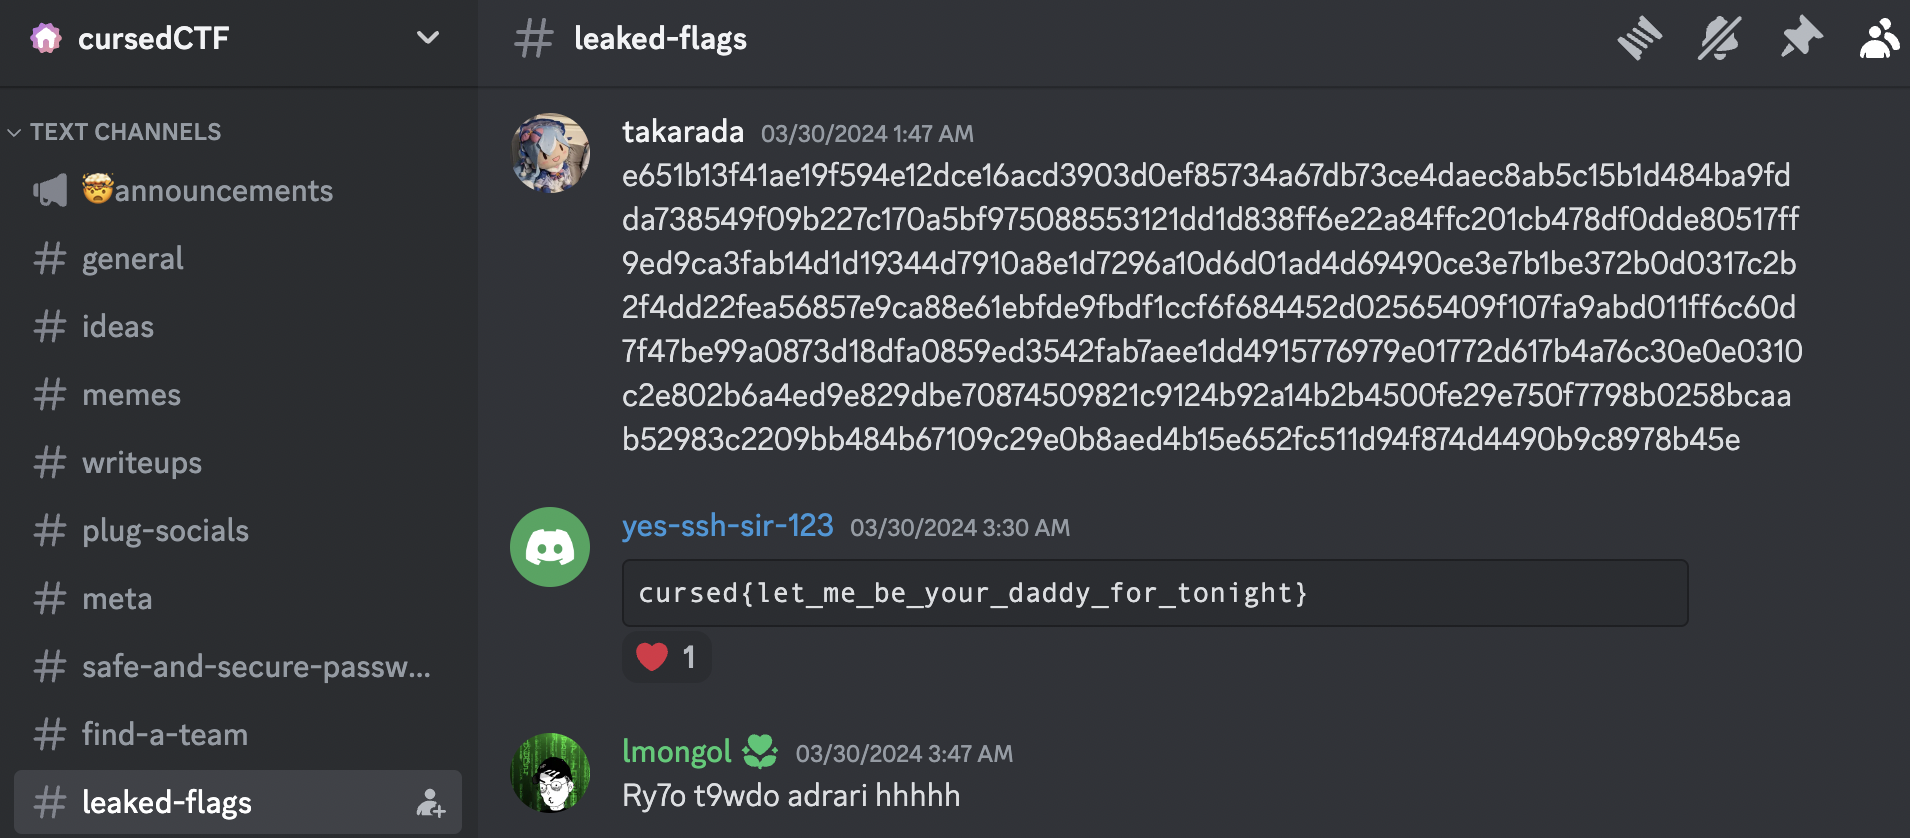 cursedCTF
leaked-flags
TEXT CHANNELS
🤯announcements
general
ideas
memes
writeups
plug-socials
meta
safe-and-secure-passw...
find-a-team
leaked-flags
takarada 03/30/2024 1:47 AM
e651b13f41ae19f594e12dce16acd3903d0ef85734a67db73ce4daec8ab5c15b1d484ba9fd
da738549f09b227c170a5bf975088553121dd1d838ff6e22a84ffc201cb478df0dde80517ff
9ed9ca3fab14d1d19344d7910a8e1d7296a10d6d01ad4d69490ce3e7b1be372b0d0317c2b
2f4dd22fea56857e9ca88e61ebfde9fbdf1ccf6f684452d02565409f107fa9abd011ff6c60d
7f47be99a0873d18dfa0859ed3542fab7aee1dd4915776979e01772d617b4a76c30e0e0310
c2e802b6a4ed9e829dbe70874509821c9124b92a14b2b4500fe29e750f7798b0258bcaa
b52983c2209bb484b67109c29e0b8aed4b15e652fc511d94f874d4490b9c8978b45e
yes-ssh-sir-123 03/30/2024 3:30 AM
cursed{let_me_be_your_daddy_for_tonight}
❤️ 1
lmongol 03/30/2024 3:47 AM
Ry7o t9wdo adrari hhhhh